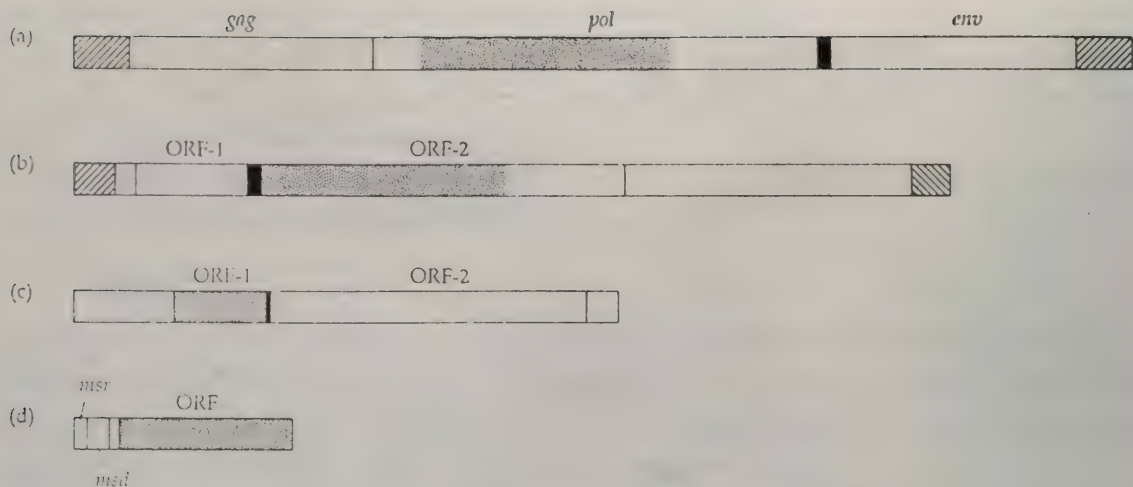 gag pol env
(a)
ORF-1 ORF-2
(b)
ORF-1 ORF-2
(c)
msr ORF
(d)
msd